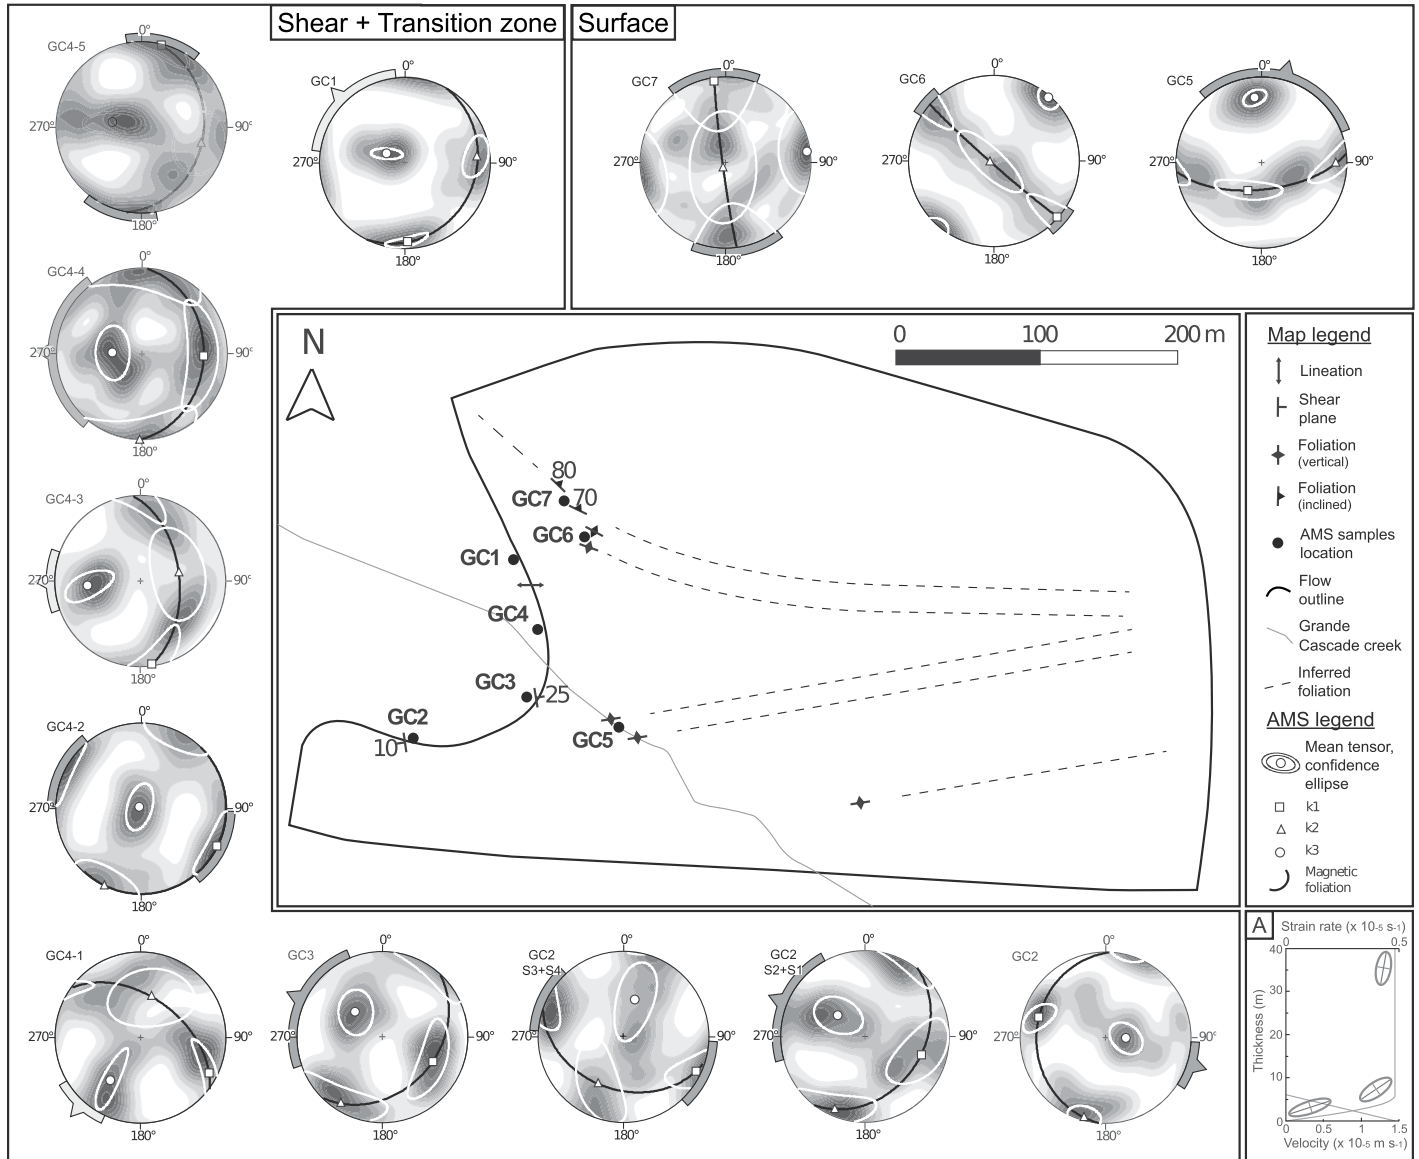 Shear + Transition zone
Surface
GC4-5
0°
270°
90°
180°
GC1
0°
270°
90°
180°
GC7
0°
270°
90°
180°
GC6
0°
270°
90°
180°
GC5
0°
270°
90°
180°
GC4-4
0°
270°
90°
180°
GC4-3
0°
270°
90°
180°
GC4-2
0°
270°
90°
180°
N
0
100
200 m
80
GC7
70
GC6
GC1
GC4
GC3
25
GC2
10
GC5
Map legend
Lineation
Shear
plane
Foliation
(vertical)
Foliation
(inclined)
AMS samples
location
Flow
outline
Grande
Cascade creek
Inferred
foliation
AMS legend
Mean tensor,
confidence
ellipse
k1
k2
k3
Magnetic
foliation
GC4-1
0°
270°
90°
180°
GC3
0°
270°
90°
180°
GC2
S3+S4
0°
270°
90°
180°
GC2
S2+S1
0°
270°
90°
180°
GC2
0°
270°
90°
180°
A
Strain rate (x 10-5 s-1)
0
0.5
40
30
20
10
0
Thickness (m)
0
0.5
1
1.5
Velocity (x 10-5 m s-1)